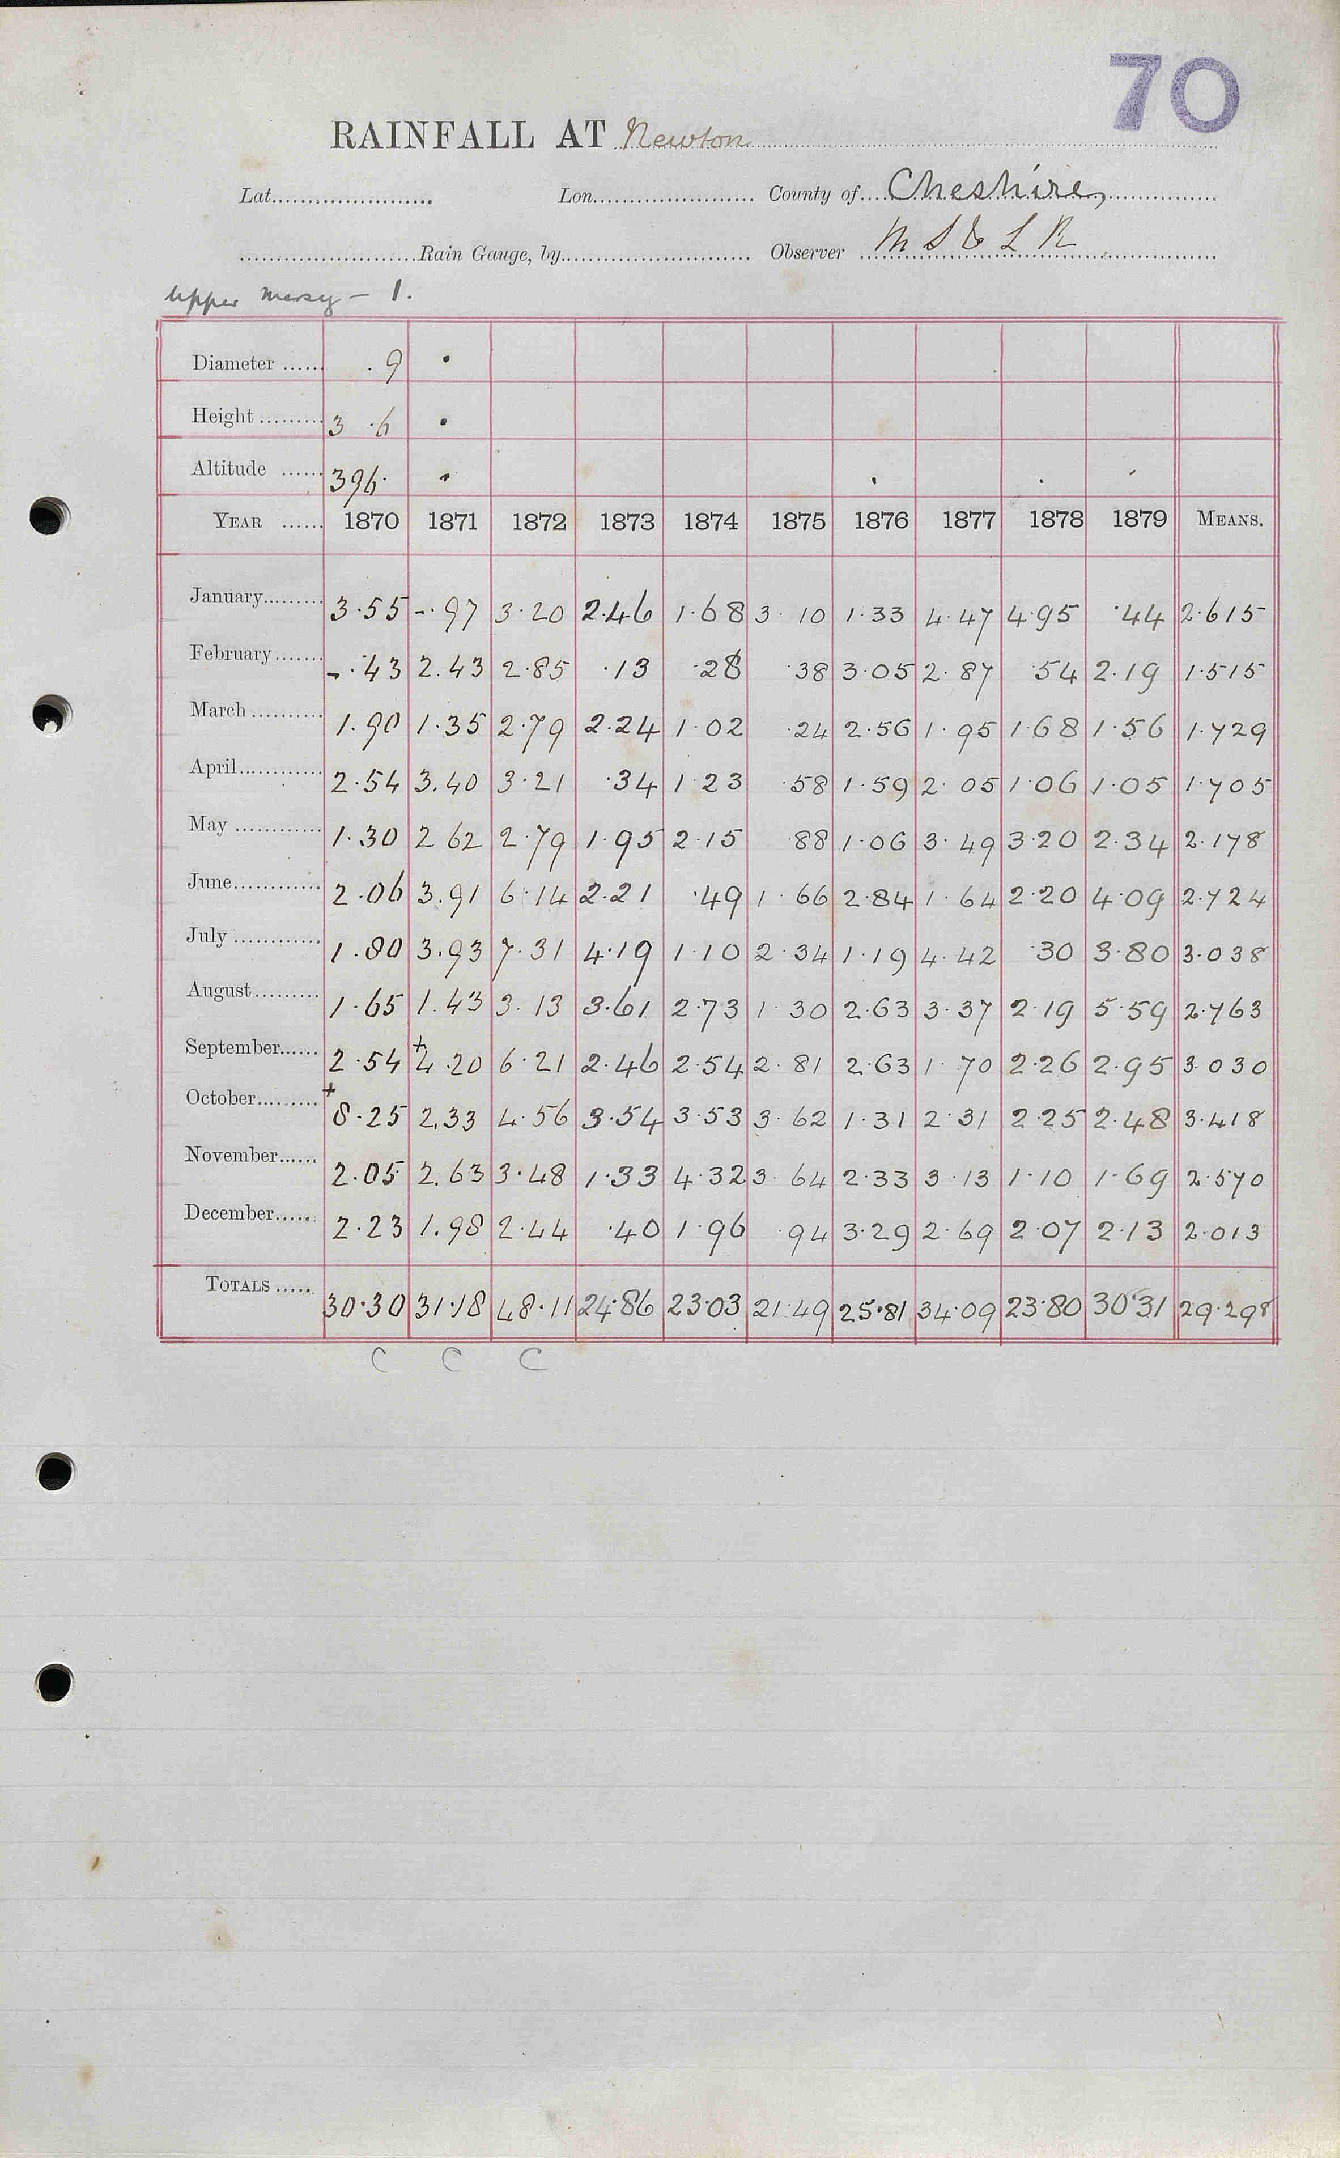 70
RAINFALL AT Newton
Lat. Lon. County of Cheshire
Rain Gauge, by Observer M S & L R
Upper Mersey - 1.
Diameter .9 .
Height 3 .6 .
Altitude 396. . . . .
YEAR 1870 1871 1872 1873 1874 1875 1876 1877 1878 1879 MEANS.
January 3.55 -.97 3.20 2.46 1.68 3.10 1.33 4.47 4.95 .44 2.615
February -.43 2.43 2.85 .13 .28 .38 3.05 2.87 .54 2.19 1.515
March 1.90 1.35 2.79 2.24 1.02 .24 2.56 1.95 1.68 1.56 1.729
April 2.54 3.40 3.21 .34 1.23 .58 1.59 2.05 1.06 1.05 1.705
May 1.30 2.62 2.79 1.95 2.15 .88 1.06 3.49 3.20 2.34 2.178
June 2.06 3.91 6.14 2.21 .49 1.66 2.84 1.64 2.20 4.09 2.724
July 1.80 3.93 7.31 4.19 1.10 2.34 1.19 4.42 .30 3.80 3.038
August 1.65 1.43 3.13 3.61 2.73 1.30 2.63 3.37 2.19 5.59 2.763
September 2.54 +4.20 6.21 2.46 2.54 2.81 2.63 1.70 2.26 2.95 3.030
October +8.25 2.33 4.56 3.54 3.53 3.62 1.31 2.31 2.25 2.48 3.418
November 2.05 2.63 3.48 1.33 4.32 3.64 2.33 3.13 1.10 1.69 2.570
December 2.23 1.98 2.44 .40 1.96 .94 3.29 2.69 2.07 2.13 2.013
TOTALS 30.30 31.18 48.11 24.86 23.03 21.49 25.81 34.09 23.80 30.31 29.298
C C C